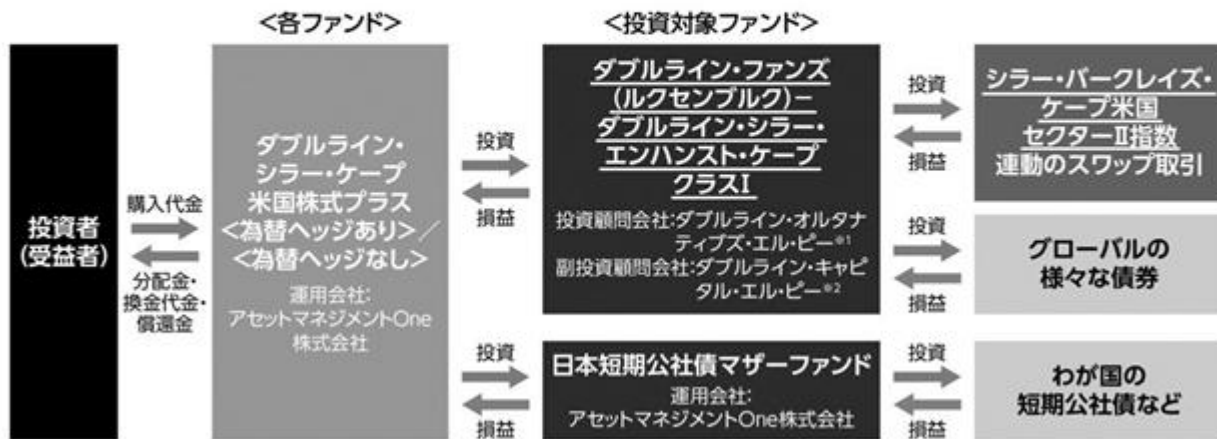 <各ファンド>
<投資対象ファンド>
投資者
(受益者)
購入代金
分配金・
換金代金・
償還金
ダブルライン・
シラー・ケープ
米国株式プラス
<為替ヘッジあり>/
<為替ヘッジなし>
運用会社:
アセットマネジメントOne
株式会社
投資
損益
ダブルライン・ファンズ
(ルクセンブルク)−
ダブルライン・シラー・
エンハンスト・ケープ
クラスI
投資顧問会社:ダブルライン・オルタナ
ティブズ・エル・ピー※1
副投資顧問会社:ダブルライン・キャピ
タル・エル・ピー※2
投資
損益
シラー・バークレイズ・
ケープ米国
セクターII指数
連動のスワップ取引
投資
損益
グローバルの
様々な債券
投資
損益
日本短期公社債マザーファンド
運用会社:
アセットマネジメントOne株式会社
投資
損益
わが国の
短期公社債など